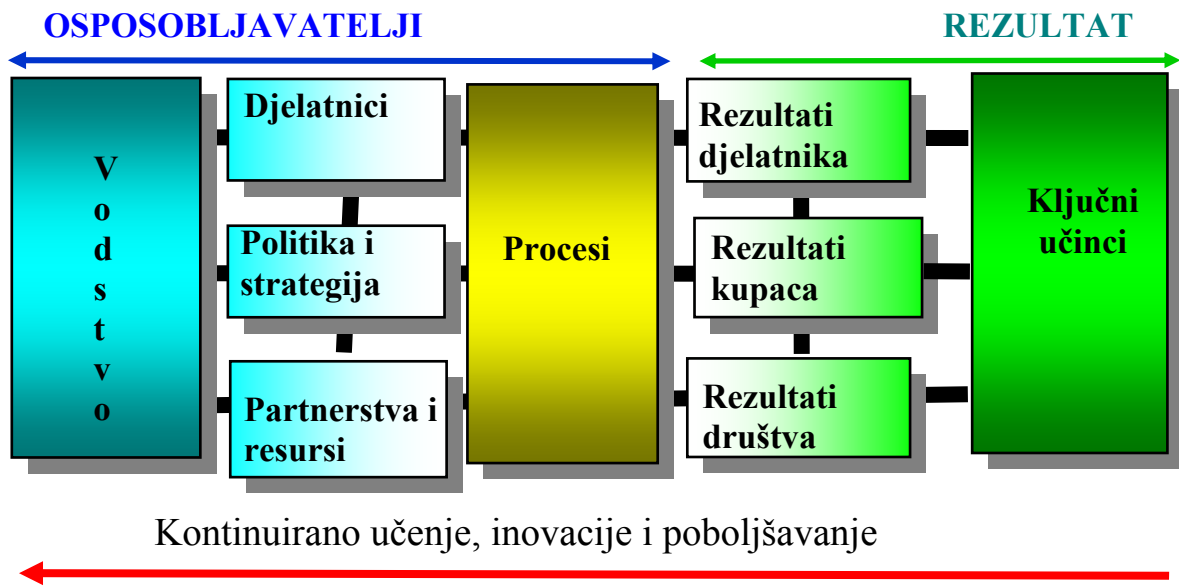 OSPOSOBLJAVATELJI
REZULTAT
Vodstvo
Djelatnici
Politika i
strategija
Partnerstva i
resursi
Procesi
Rezultati
djelatnika
Rezultati
kupaca
Rezultati
društva
Ključni
učinci
Kontinuirano učenje, inovacije i poboljšavanje